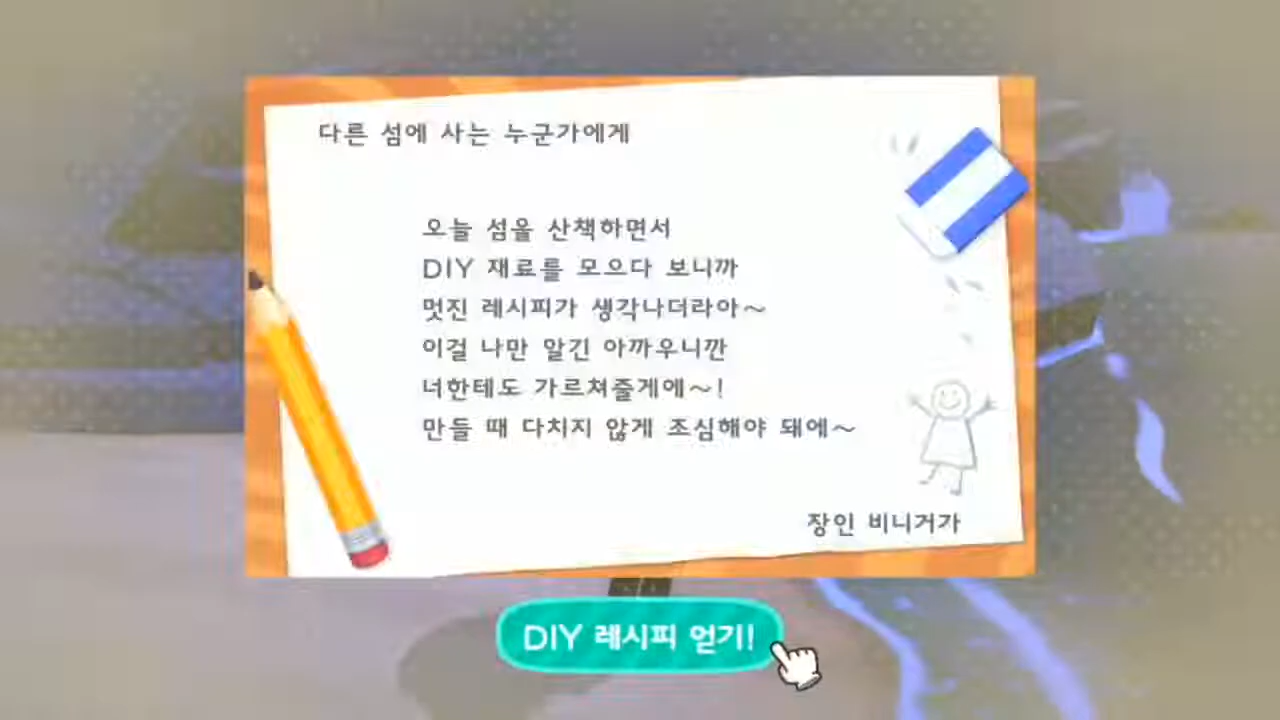 다른 섬에 사는 누군가에게
오늘 섬을 산책하면서
DIY 재료를 모으다 보니까
멋진 레시피가 생각나더라아~
이걸 나만 알긴 아까우니깐
너한테도 가르쳐줄게에~!
만들 때 다치지 않게 조심해야 돼에~
장인 비니거가
DIY 레시피 얻기!